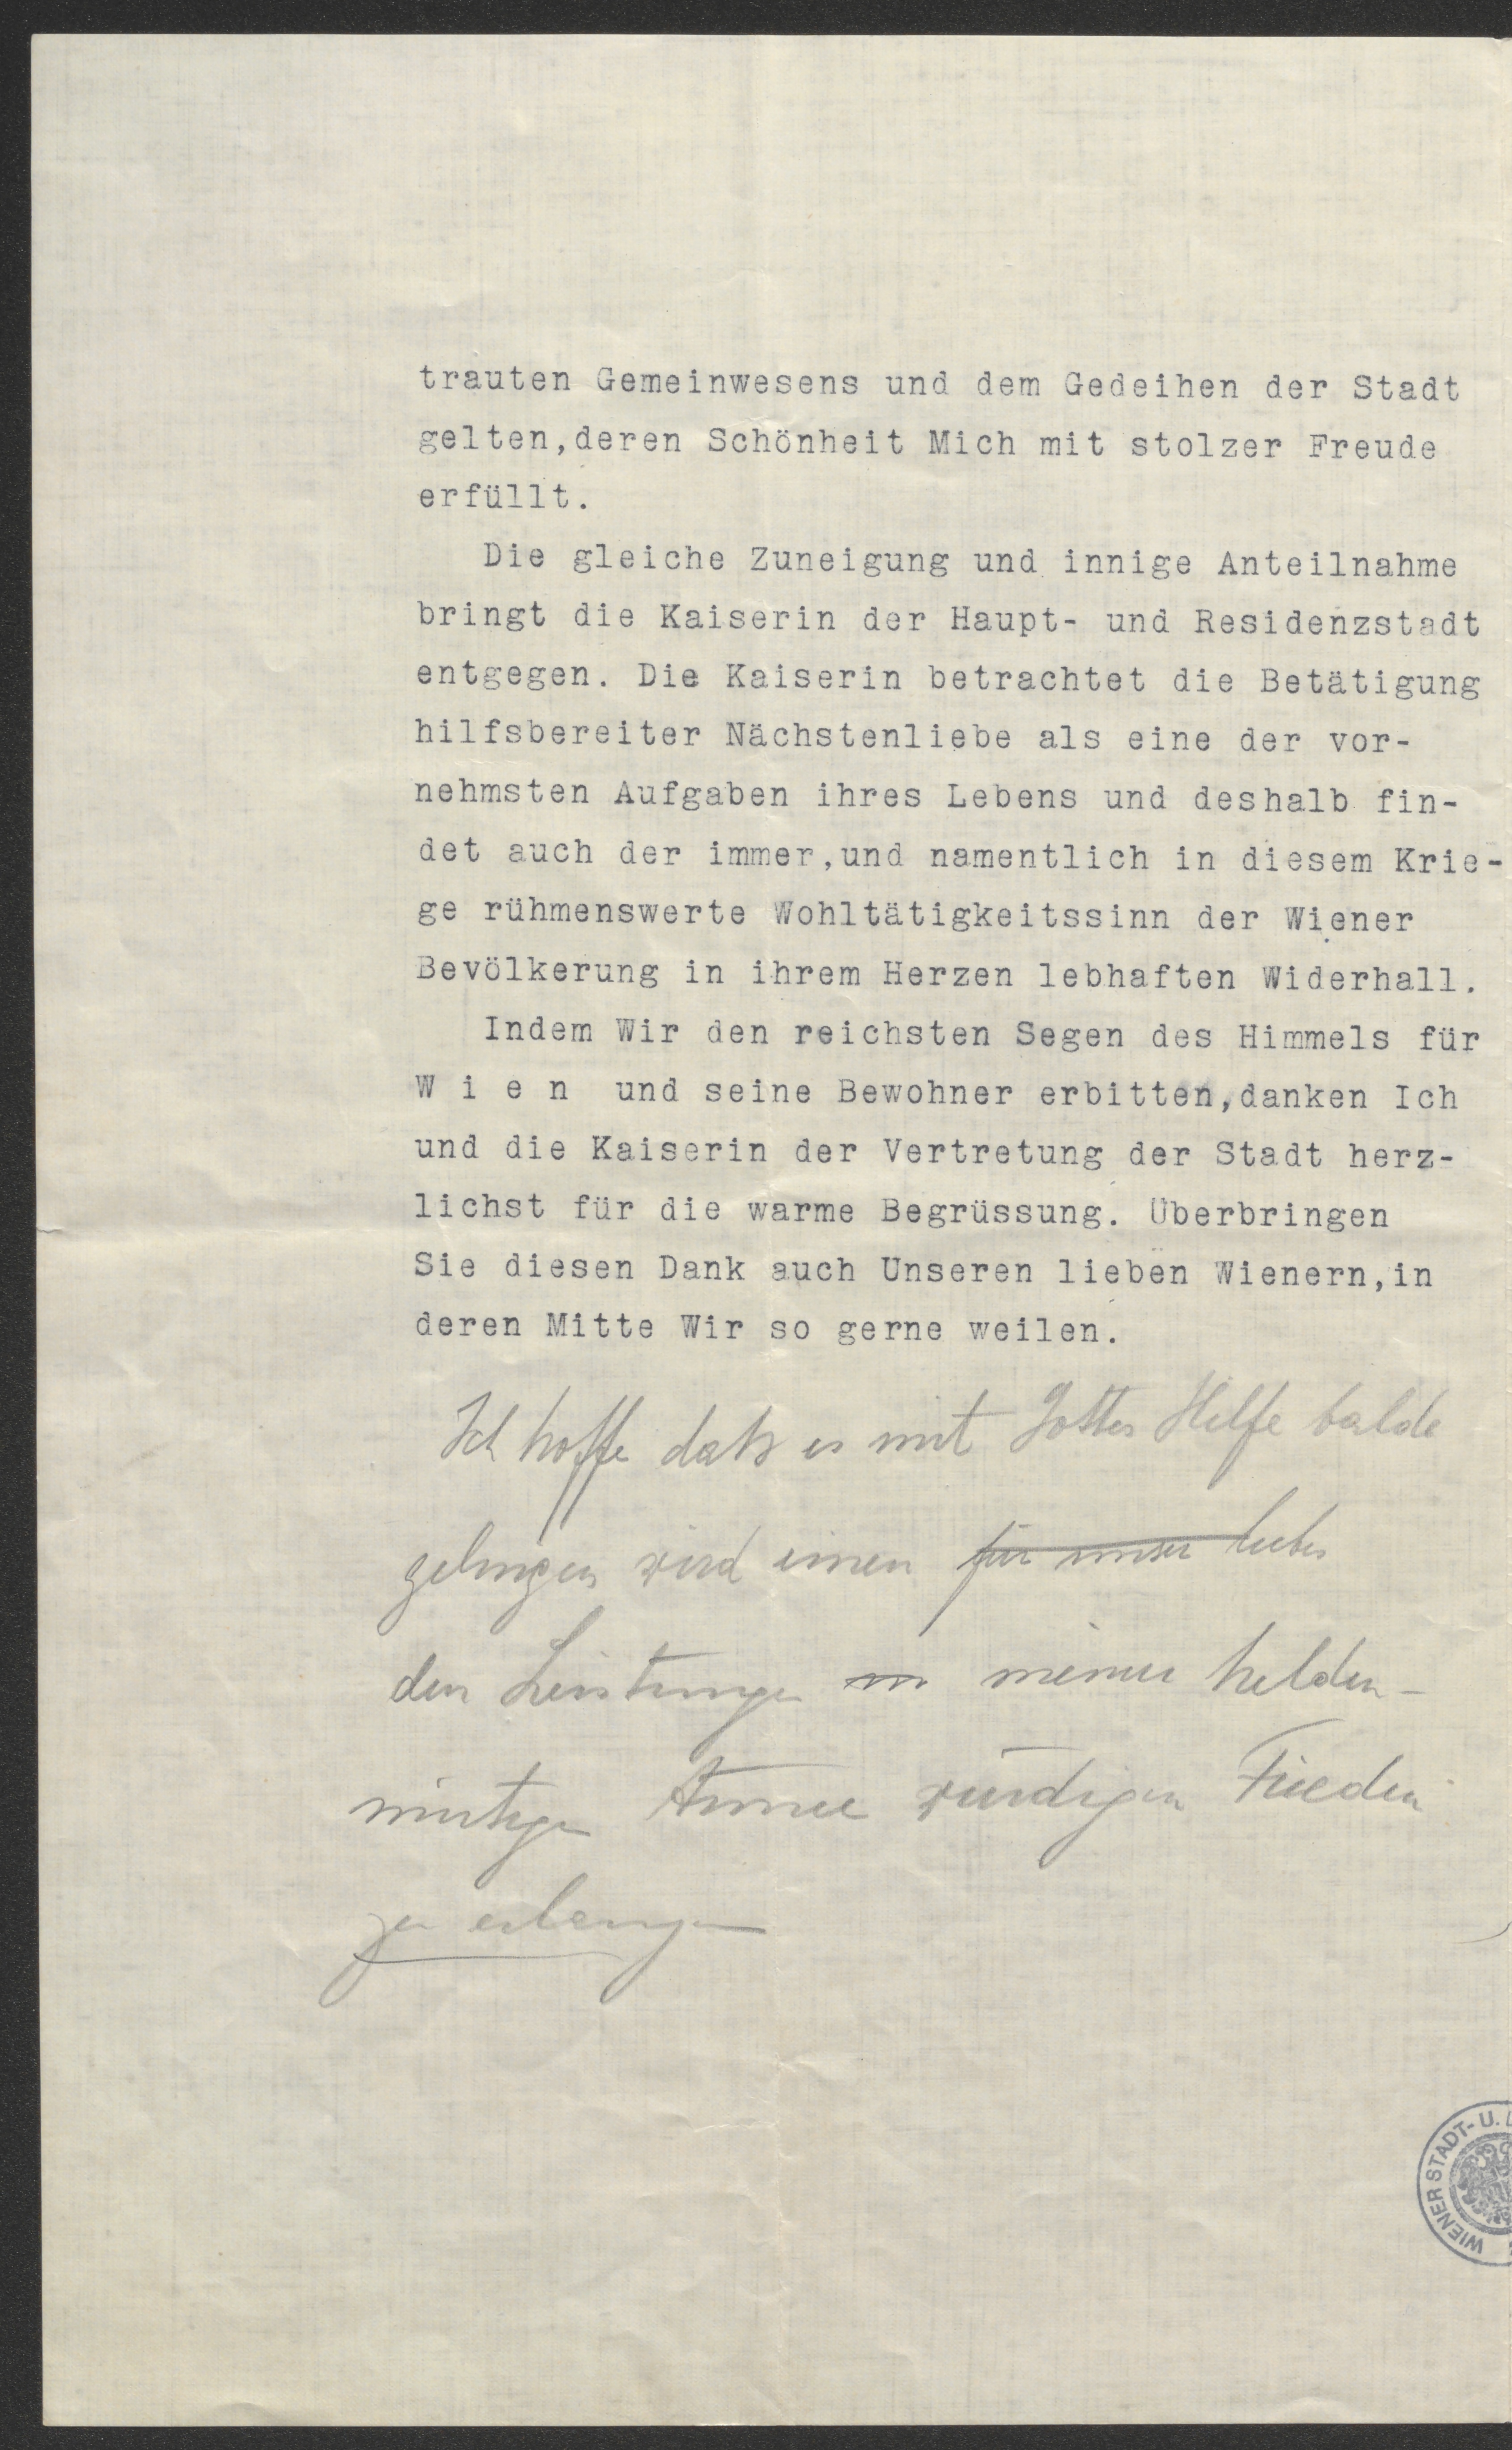 trauten Gemeinwesens und dem Gedeihen der Stadt
gelten,deren Schönheit Mich mit stolzer Freude
erfüllt.
Die gleiche Zuneigung und innige Anteilnahme
bringt die Kaiserin der Haupt- und Residenzstadt
entgegen. Die Kaiserin betrachtet die Betätigung
hilfsbereiter Nächstenliebe als eine der vor-
nehmsten Aufgaben ihres Lebens und deshalb fin-
det auch der immer,und namentlich in diesem Krie-
ge rühmenswerte Wohltätigkeitssinn der Wiener
Bevölkerung in ihrem Herzen lebhaften Widerhall.
Indem Wir den reichsten Segen des Himmels für
W i e n und seine Bewohner erbitten,danken Ich
und die Kaiserin der Vertretung der Stadt herz-
lichst für die warme Begrüssung. Überbringen
Sie diesen Dank auch Unseren lieben Wienern,in
deren Mitte Wir so gerne weilen.
Ich hoffe daß es mit Gottes Hilfe balde
gelingen wird einen für unser liebes
den Leistungen meiner helden-
mütigen Armee würdigen Frieden
zu erlangen
WIENER STADT- U. L